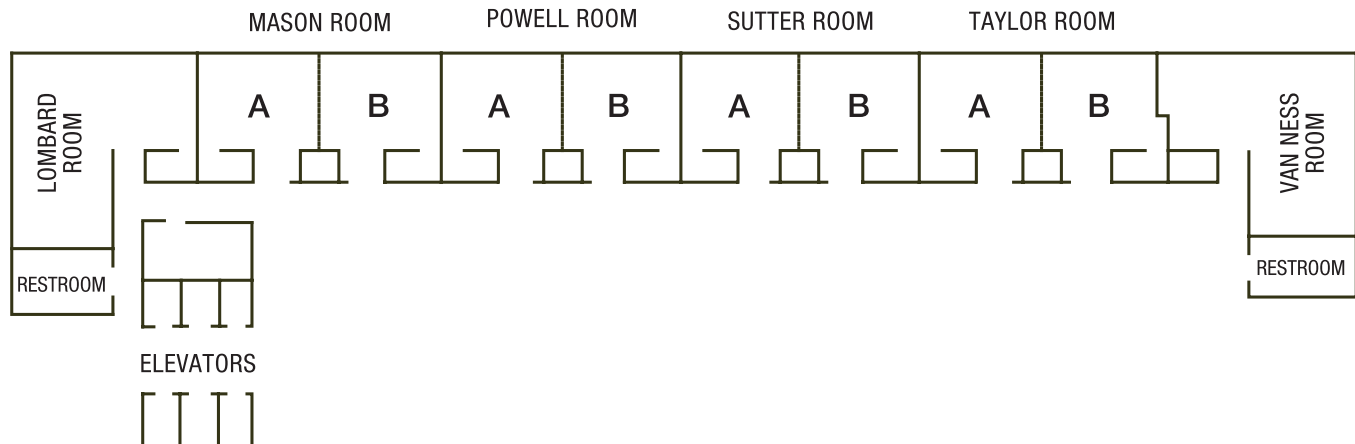 MASON ROOM
POWELL ROOM
SUTTER ROOM
TAYLOR ROOM
LOMBARD
ROOM
A
B
A
B
A
B
A
B
VAN NESS
ROOM
RESTROOM
RESTROOM
ELEVATORS